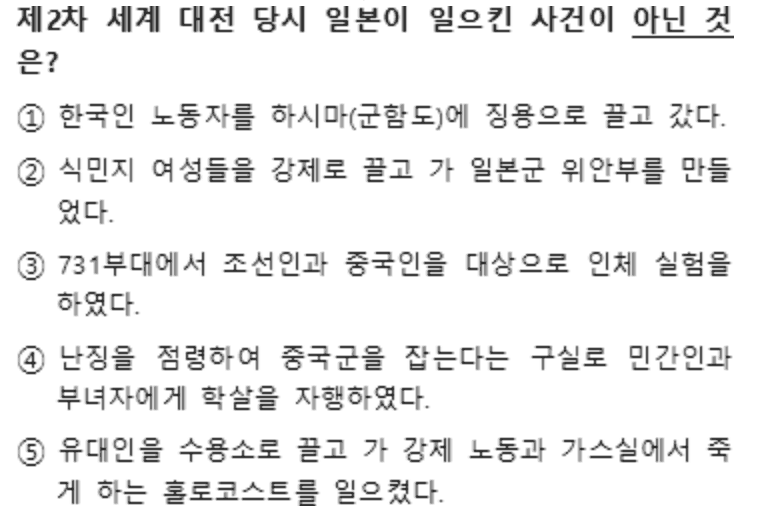 제2차 세계 대전 당시 일본이 일으킨 사건이 아닌 것
은?
① 한국인 노동자를 하시마(군함도)에 징용으로 끌고 갔다.
② 식민지 여성들을 강제로 끌고 가 일본군 위안부를 만들
었다.
③ 731부대에서 조선인과 중국인을 대상으로 인체 실험을
하였다.
④ 난징을 점령하여 중국군을 잡는다는 구실로 민간인과
부녀자에게 학살을 자행하였다.
⑤ 유대인을 수용소로 끌고 가 강제 노동과 가스실에서 죽
게 하는 홀로코스트를 일으켰다.